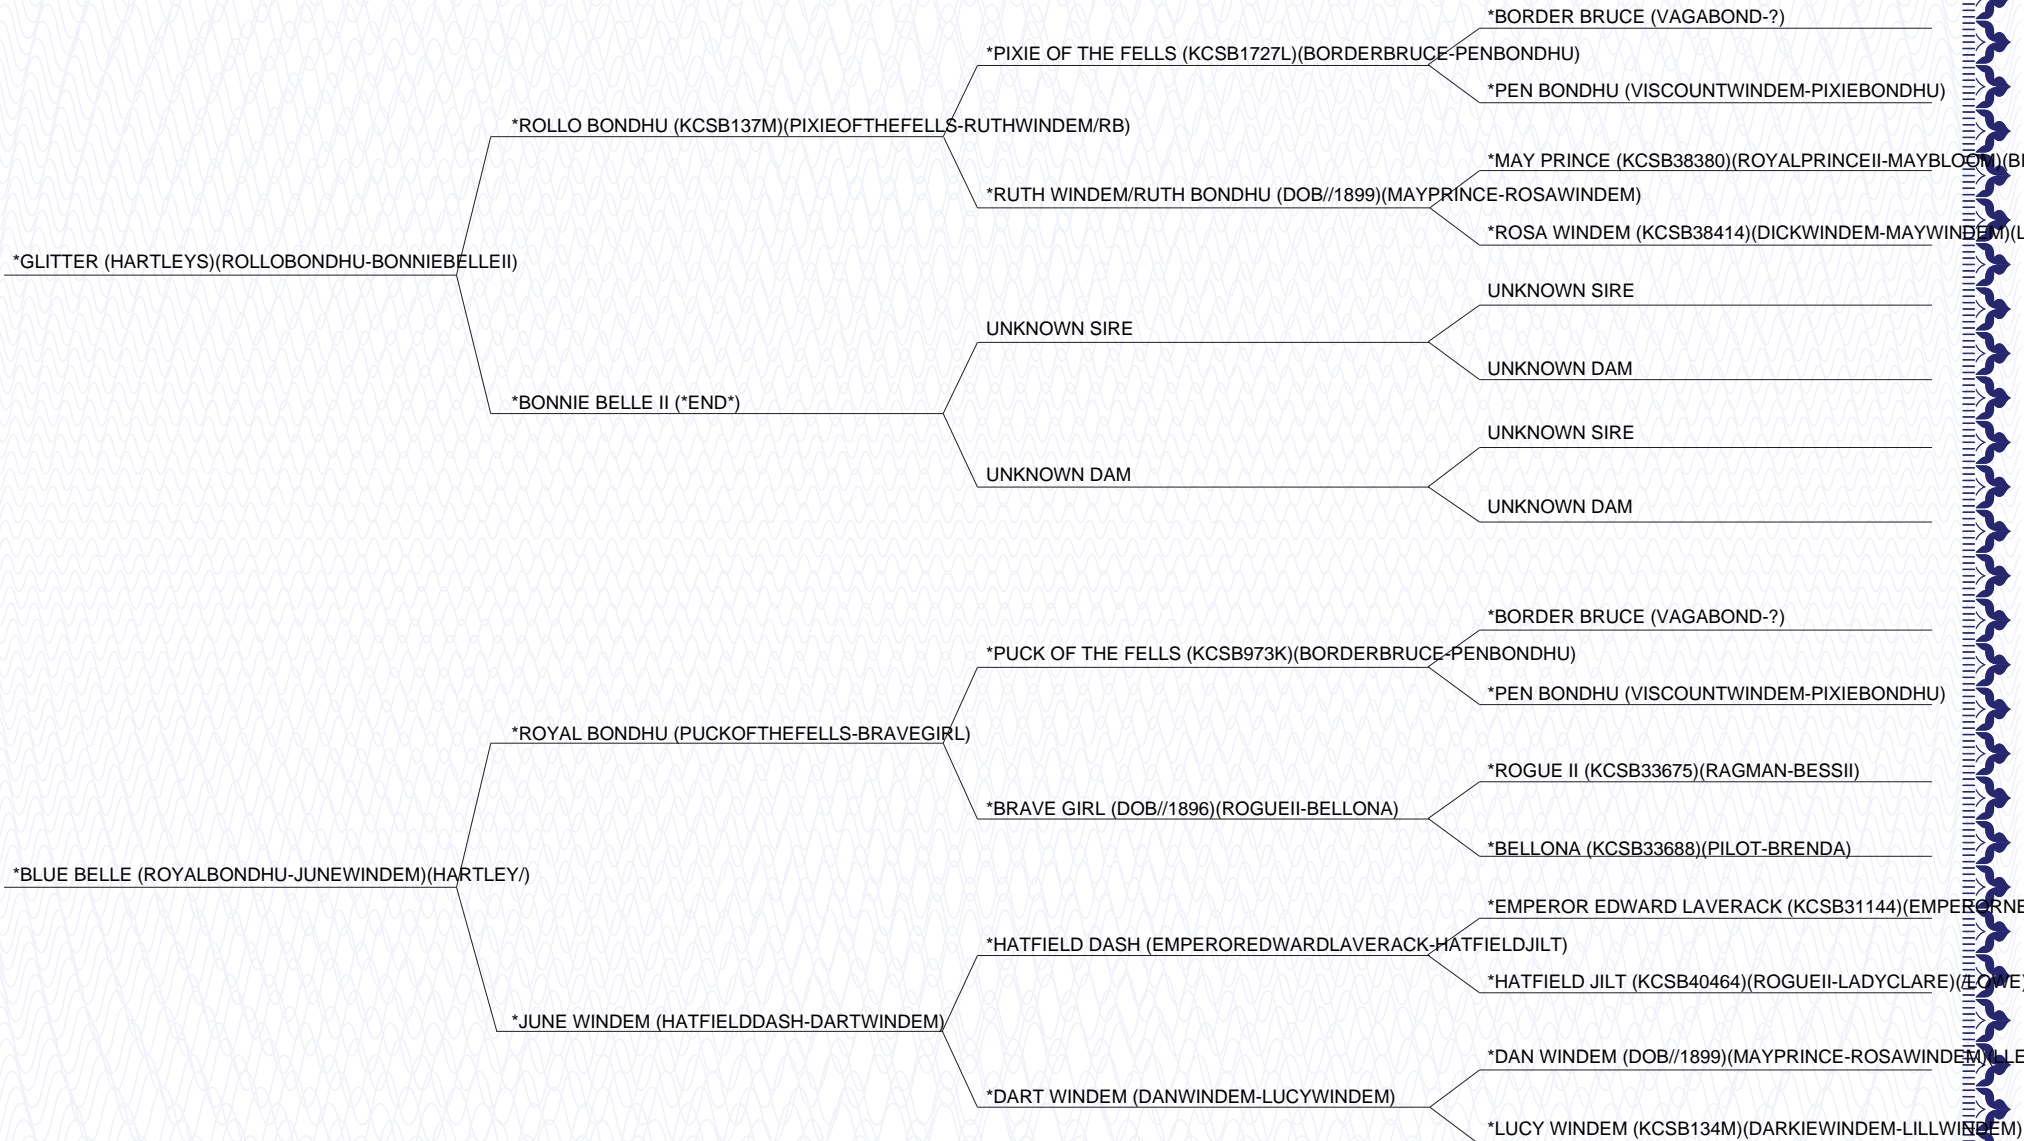 *BORDER BRUCE (VAGABOND-?)
*PIXIE OF THE FELLS (KCSB1727L)(BORDERBRUCE-PENBONDHU)
*PEN BONDHU (VISCOUNTWINDEM-PIXIEBONDHU)
*ROLLO BONDHU (KCSB137M)(PIXIEOFTHEFELLS-RUTHWINDEM/RB)
*MAY PRINCE (KCSB38380)(ROYALPRINCEII-MAYBLOOM)
*RUTH WINDEM/RUTH BONDHU (DOB//1899)(MAYPRINCE-ROSAWINDEM)
*ROSA WINDEM (KCSB38414)(DICKWINDEM-MAYWINDEM)(L
*GLITTER (HARTLEYS)(ROLLOBONDHU-BONNIEBELLEII)
UNKNOWN SIRE
UNKNOWN SIRE
UNKNOWN DAM
*BONNIE BELLE II (*END*)
UNKNOWN SIRE
UNKNOWN DAM
UNKNOWN DAM
*BORDER BRUCE (VAGABOND-?)
*PUCK OF THE FELLS (KCSB973K)(BORDERBRUCE-PENBONDHU)
*PEN BONDHU (VISCOUNTWINDEM-PIXIEBONDHU)
*ROYAL BONDHU (PUCKOFTHEFELLS-BRAVEGIRL)
*ROGUE II (KCSB33675)(RAGMAN-BESSII)
*BRAVE GIRL (DOB//1896)(ROGUEII-BELLONA)
*BELLONA (KCSB33688)(PILOT-BRENDA)
*BLUE BELLE (ROYALBONDHU-JUNEWINDEM)(HARTLEY/)
*EMPEROR EDWARD LAVERACK (KCSB31144)(EMPERORNE
*HATFIELD DASH (EMPEROREDWARDLAVERACK-HATFIELDJILT)
*HATFIELD JILT (KCSB40464)(ROGUEII-LADYCLARE)(/LOWE)
*JUNE WINDEM (HATFIELDDASH-DARTWINDEM)
*DAN WINDEM (DOB//1899)(MAYPRINCE-ROSAWINDEM)
*DART WINDEM (DANWINDEM-LUCYWINDEM)
*LUCY WINDEM (KCSB134M)(DARKIEWINDEM-LILLWINDEM)